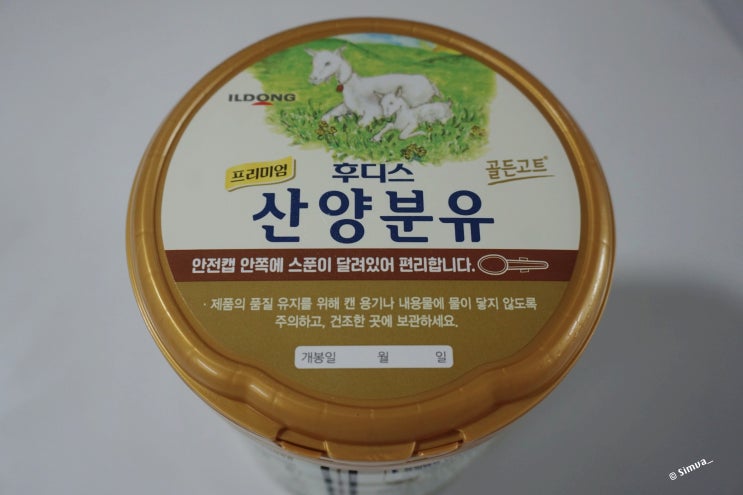 ILDONG
프리미엄
후디스
골든고트
산양분유
안전캡 안쪽에 스푼이 달려있어 편리합니다.
· 제품의 품질 유지를 위해 캔 용기나 내용물에 물이 닿지 않도록
주의하고, 건조한 곳에 보관하세요.
개봉일 월 일
© Simua_